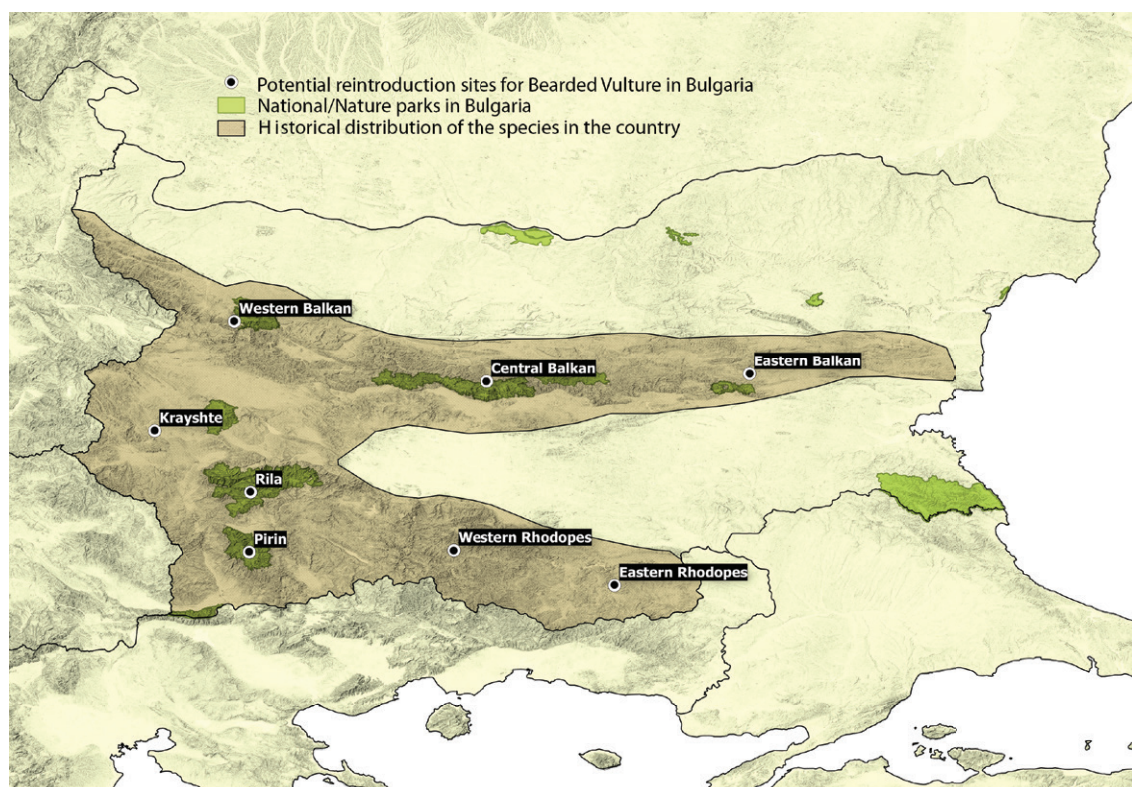 Potential reintroduction sites for Bearded Vulture in Bulgaria
National/Nature parks in Bulgaria
Historical distribution of the species in the country
Western Balkan
Central Balkan
Eastern Balkan
Krayshte
Rila
Pirin
Western Rhodopes
Eastern Rhodopes